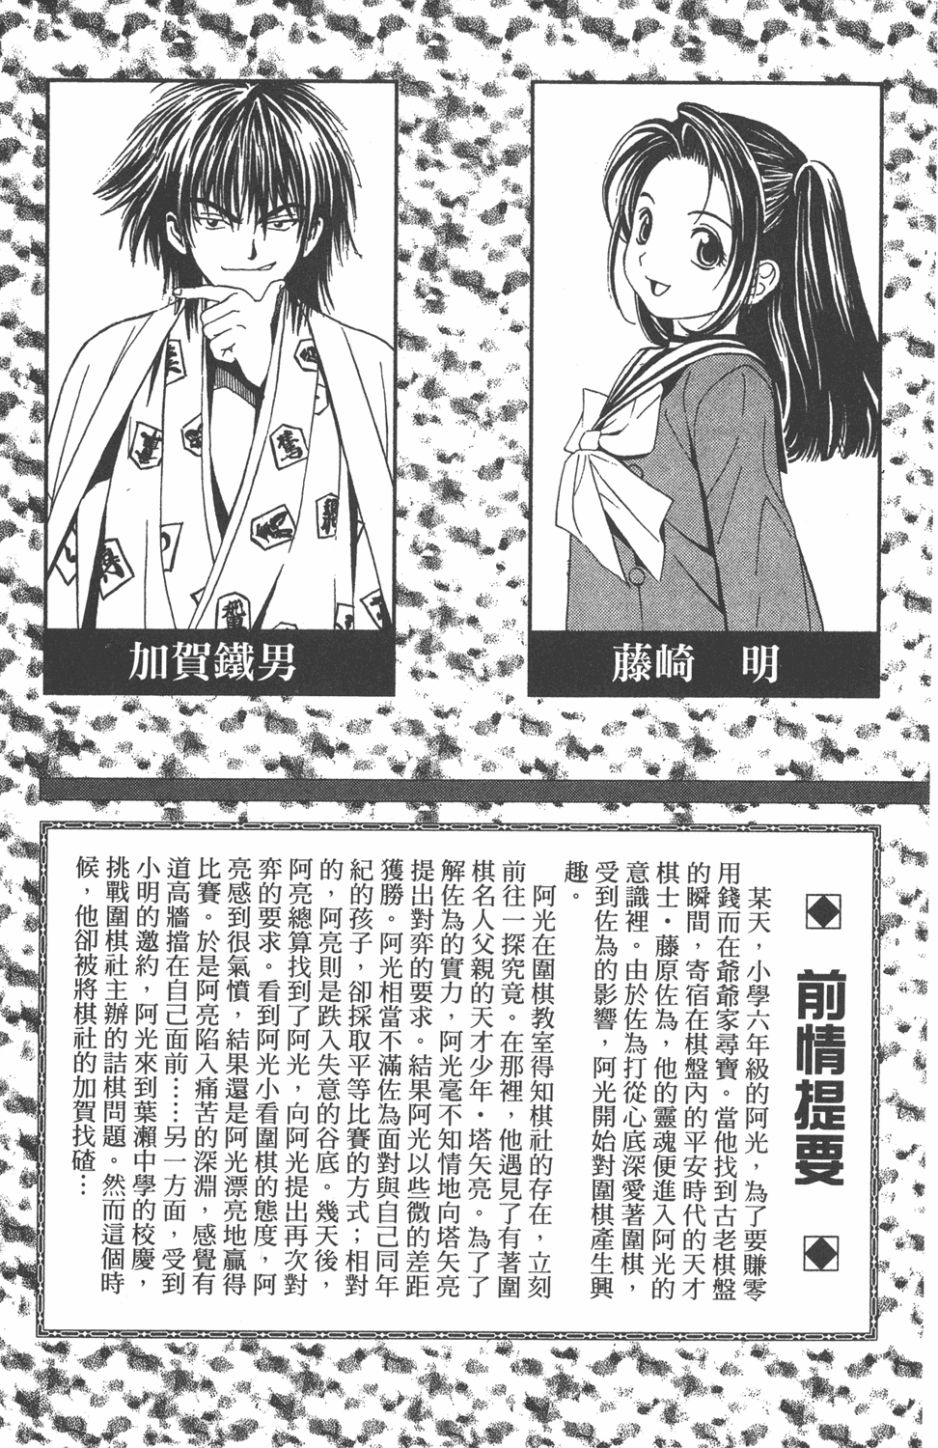 藤崎　明
加賀鐵男
前情提要
某天，小學六年級的阿光，為了要賺零
用錢而在爺爺家尋寶。當他找到古老棋盤
的瞬間，寄宿在棋盤內的平安時代的天才
棋士・藤原佐為，他的靈魂便進入阿光的
意識裡。由於佐為打從心底深愛著圍棋，
受到佐為的影響，阿光開始對圍棋產生興
趣。
阿光在圍棋教室得知棋社的存在，立刻
前往一探究竟。在那裡，他遇見了有著圍
棋名人父親的天才少年・塔矢亮。為了了
解佐為的實力，阿光毫不知情地向塔矢亮
提出對弈的要求。結果阿光以些微的差距
獲勝。阿光相當不滿佐為面對與自己同年
紀的孩子，卻採取平等比賽的方式；相對
的，阿亮則是跌入失意的谷底。幾天後，
阿亮總算找到了阿光，向阿光提出再次對
弈的要求。看到阿光小看圍棋的態度，阿
亮感到很氣憤，結果還是阿光漂亮地贏得
比賽。於是阿亮陷入痛苦的深淵，感覺有
道高牆擋在自己面前……另一方面，受到
小明的邀約，阿光來到葉瀨中學的校慶，
挑戰圍棋社主辦的詰棋問題。然而這個時
候，他卻被將棋社的加賀找碴…